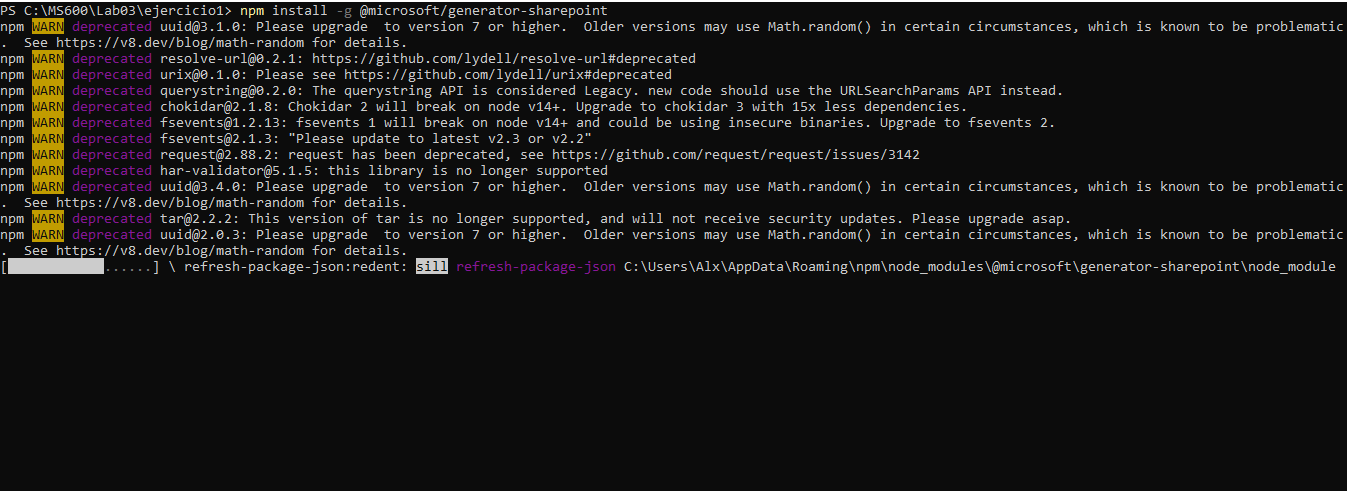 PS C:\MS600\Lab03\ejercicio1> npm install -g @microsoft/generator-sharepoint
npm WARN deprecated uuid@3.1.0: Please upgrade  to version 7 or higher.  Older versions may use Math.random() in certain circumstances, which is known to be problematic
.  See https://v8.dev/blog/math-random for details.
npm WARN deprecated resolve-url@0.2.1: https://github.com/lydell/resolve-url#deprecated
npm WARN deprecated urix@0.1.0: Please see https://github.com/lydell/urix#deprecated
npm WARN deprecated querystring@0.2.0: The querystring API is considered Legacy. new code should use the URLSearchParams API instead.
npm WARN deprecated chokidar@2.1.8: Chokidar 2 will break on node v14+. Upgrade to chokidar 3 with 15x less dependencies.
npm WARN deprecated fsevents@1.2.13: fsevents 1 will break on node v14+ and could be using insecure binaries. Upgrade to fsevents 2.
npm WARN deprecated fsevents@2.1.3: "Please update to latest v2.3 or v2.2"
npm WARN deprecated request@2.88.2: request has been deprecated, see https://github.com/request/request/issues/3142
npm WARN deprecated har-validator@5.1.5: this library is no longer supported
npm WARN deprecated uuid@3.4.0: Please upgrade  to version 7 or higher.  Older versions may use Math.random() in certain circumstances, which is known to be problematic
.  See https://v8.dev/blog/math-random for details.
npm WARN deprecated tar@2.2.2: This version of tar is no longer supported, and will not receive security updates. Please upgrade asap.
npm WARN deprecated uuid@2.0.3: Please upgrade  to version 7 or higher.  Older versions may use Math.random() in certain circumstances, which is known to be problematic
.  See https://v8.dev/blog/math-random for details.
[            ......] \ refresh-package-json:redent: sill refresh-package-json C:\Users\Alx\AppData\Roaming\npm\node_modules\@microsoft\generator-sharepoint\node_module